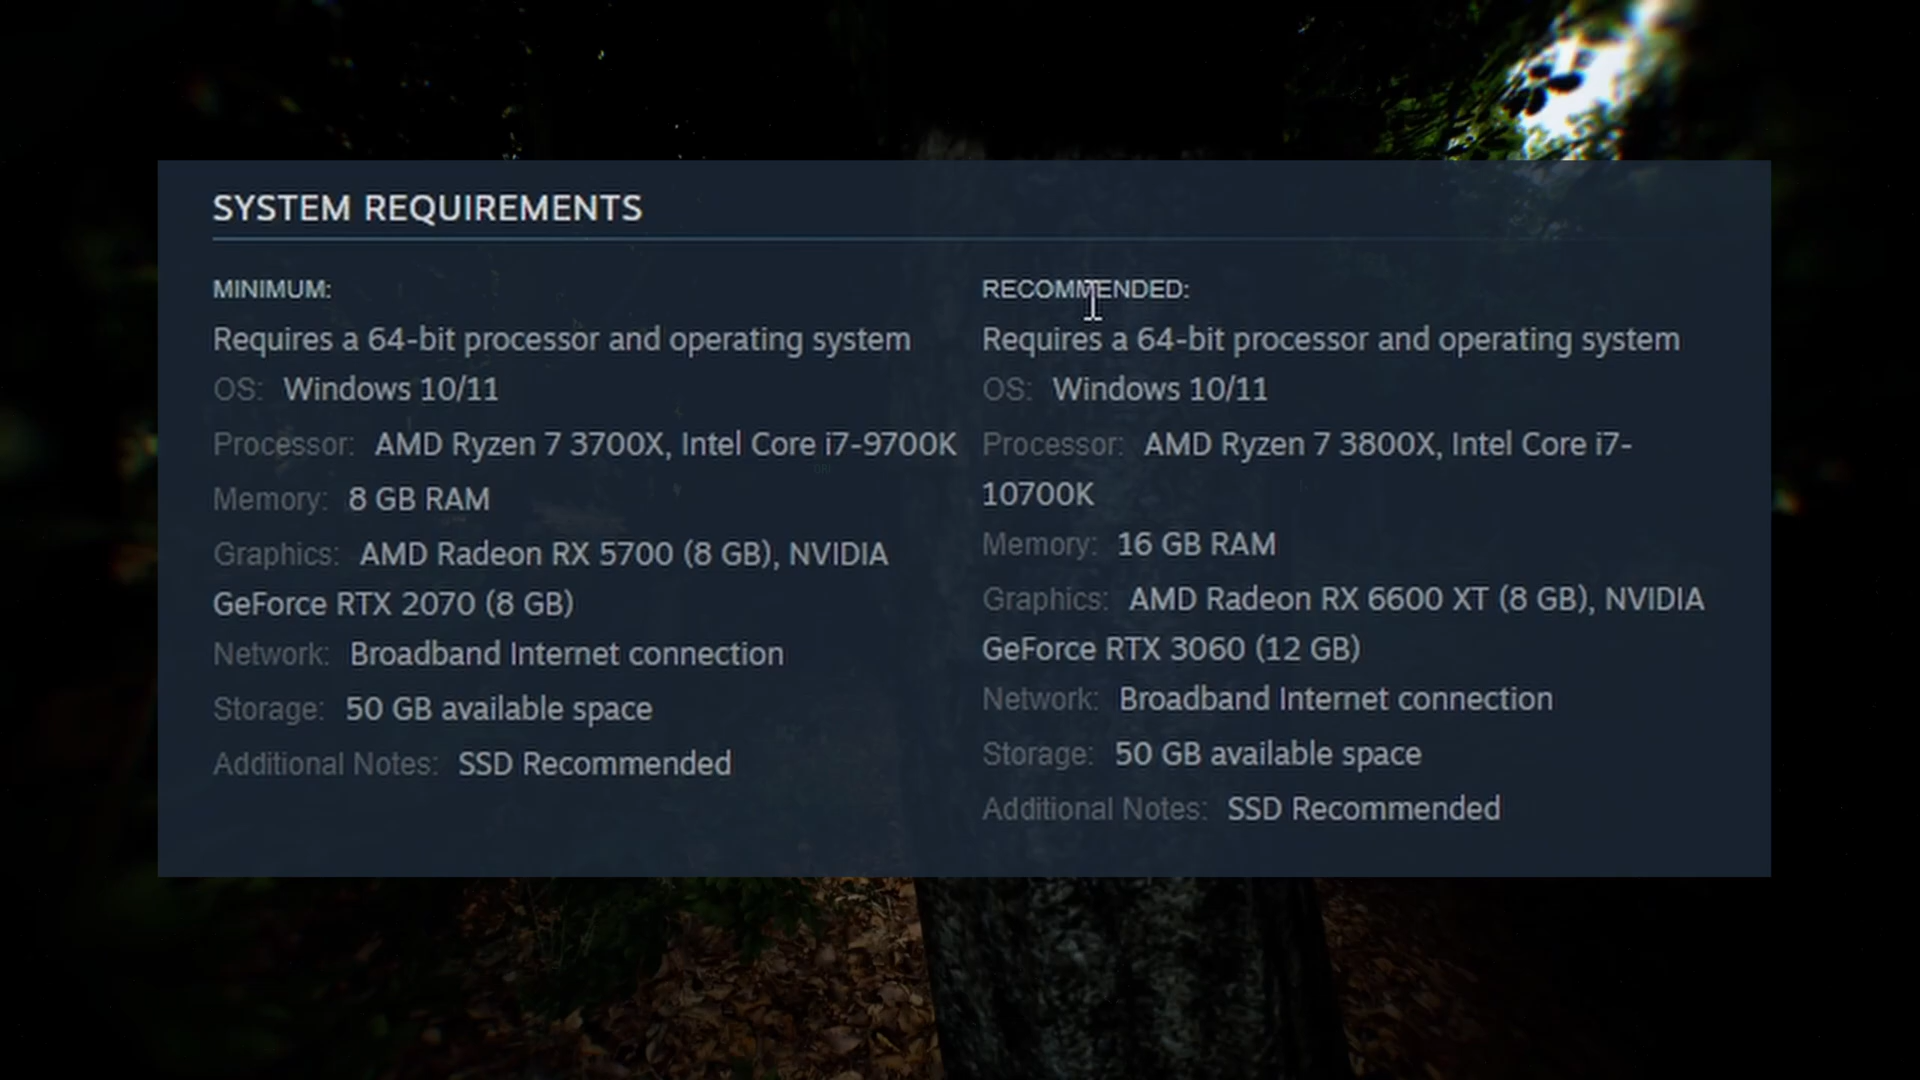 SYSTEM REQUIREMENTS
MINIMUM:
Requires a 64-bit processor and operating system
OS: Windows 10/11
Processor: AMD Ryzen 7 3700X, Intel Core i7-9700K
Memory: 8 GB RAM
Graphics: AMD Radeon RX 5700 (8 GB), NVIDIA
GeForce RTX 2070 (8 GB)
Network: Broadband Internet connection
Storage: 50 GB available space
Additional Notes: SSD Recommended
RECOMMENDED:
Requires a 64-bit processor and operating system
OS: Windows 10/11
Processor: AMD Ryzen 7 3800X, Intel Core i7-
10700K
Memory: 16 GB RAM
Graphics: AMD Radeon RX 6600 XT (8 GB), NVIDIA
GeForce RTX 3060 (12 GB)
Network: Broadband Internet connection
Storage: 50 GB available space
Additional Notes: SSD Recommended